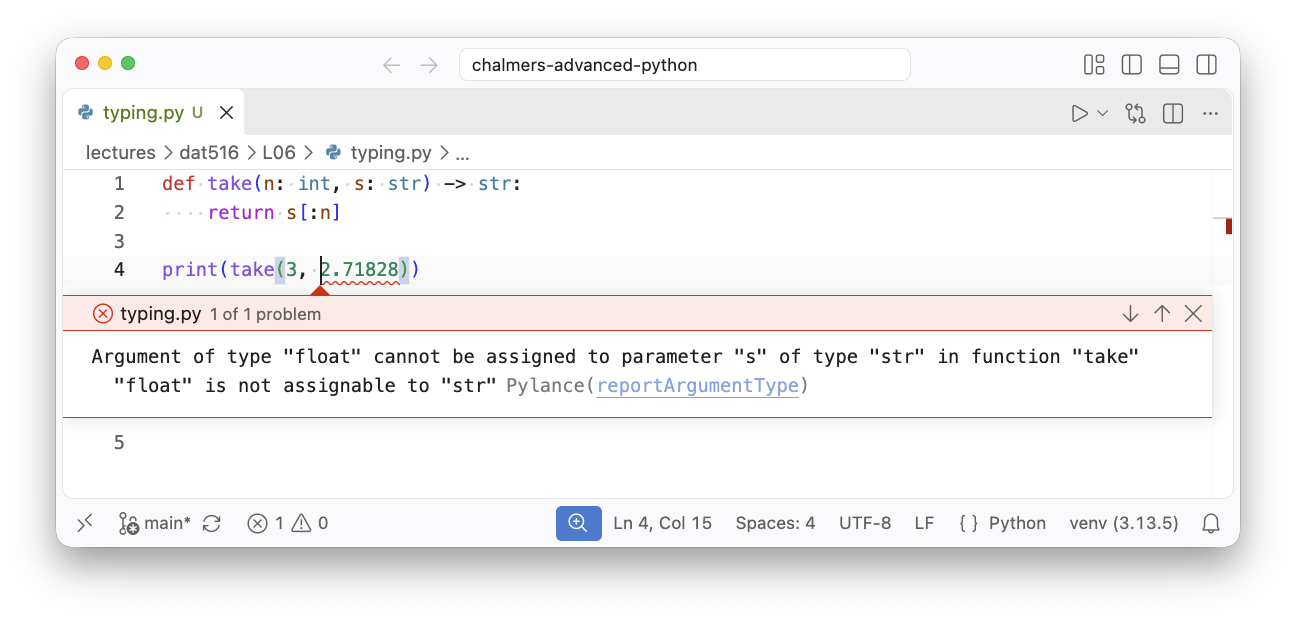 chalmers-advanced-python
typing.py U
lectures > dat516 > L06 > typing.py > ...
1 def take(n: int, s: str) -> str:
2 ····return s[:n]
3
4 print(take(3, 2.71828))
typing.py 1 of 1 problem
Argument of type "float" cannot be assigned to parameter "s" of type "str" in function "take"
"float" is not assignable to "str" Pylance(reportArgumentType)
5
main* 1 0 Ln 4, Col 15 Spaces: 4 UTF-8 LF { } Python venv (3.13.5)